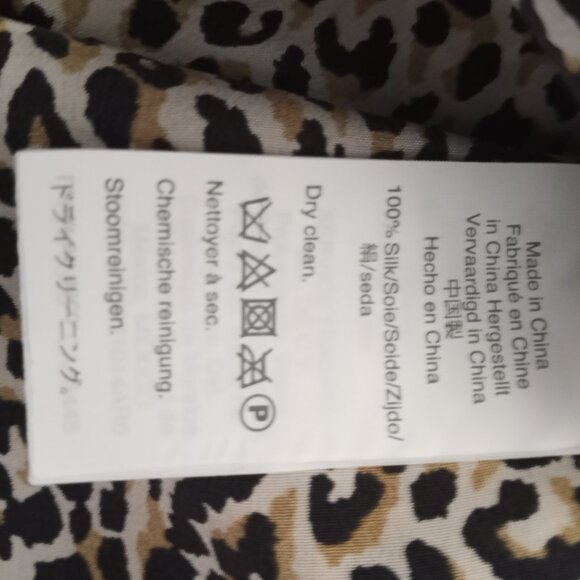 Made in China
Fabriqué en Chine
in China Hergestellt
Vervaardigd in China
中国製
Hecho en China
100% Silk/Soie/Seide/Zijde/
絹/seda
Dry clean.
P
Nettoyer à sec.
Chemische reinigung.
Stoomreinigen.
ドライクリーニング。